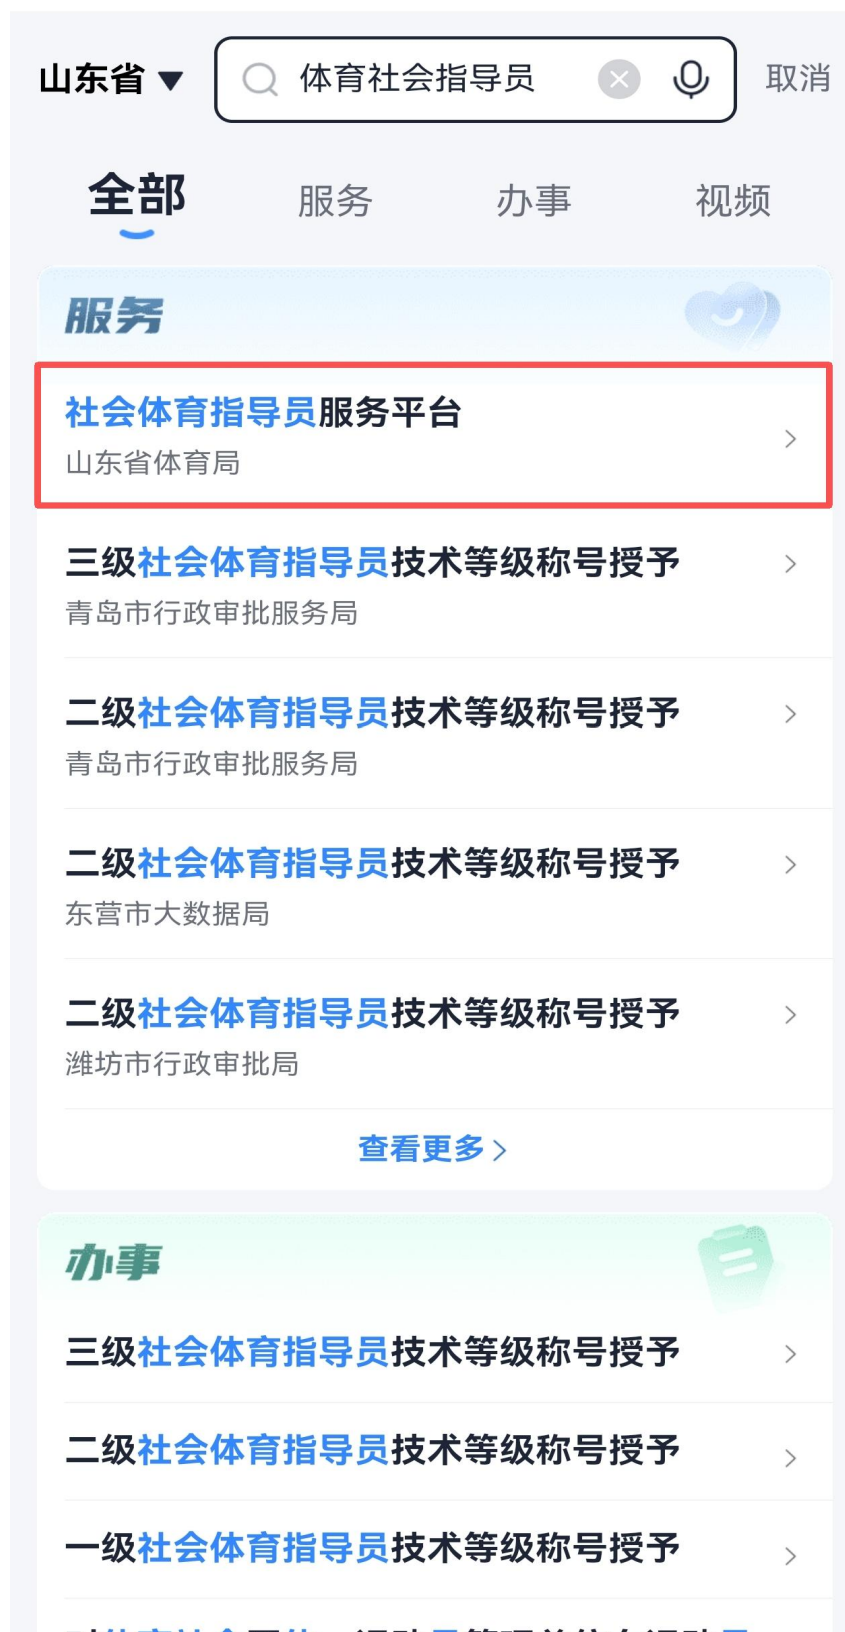 山东省
体育社会指导员
取消
全部
服务
办事
视频
服务
社会体育指导员服务平台
山东省体育局
三级社会体育指导员技术等级称号授予
青岛市行政审批服务局
二级社会体育指导员技术等级称号授予
青岛市行政审批服务局
二级社会体育指导员技术等级称号授予
东营市大数据局
二级社会体育指导员技术等级称号授予
潍坊市行政审批局
查看更多
办事
三级社会体育指导员技术等级称号授予
二级社会体育指导员技术等级称号授予
一级社会体育指导员技术等级称号授予